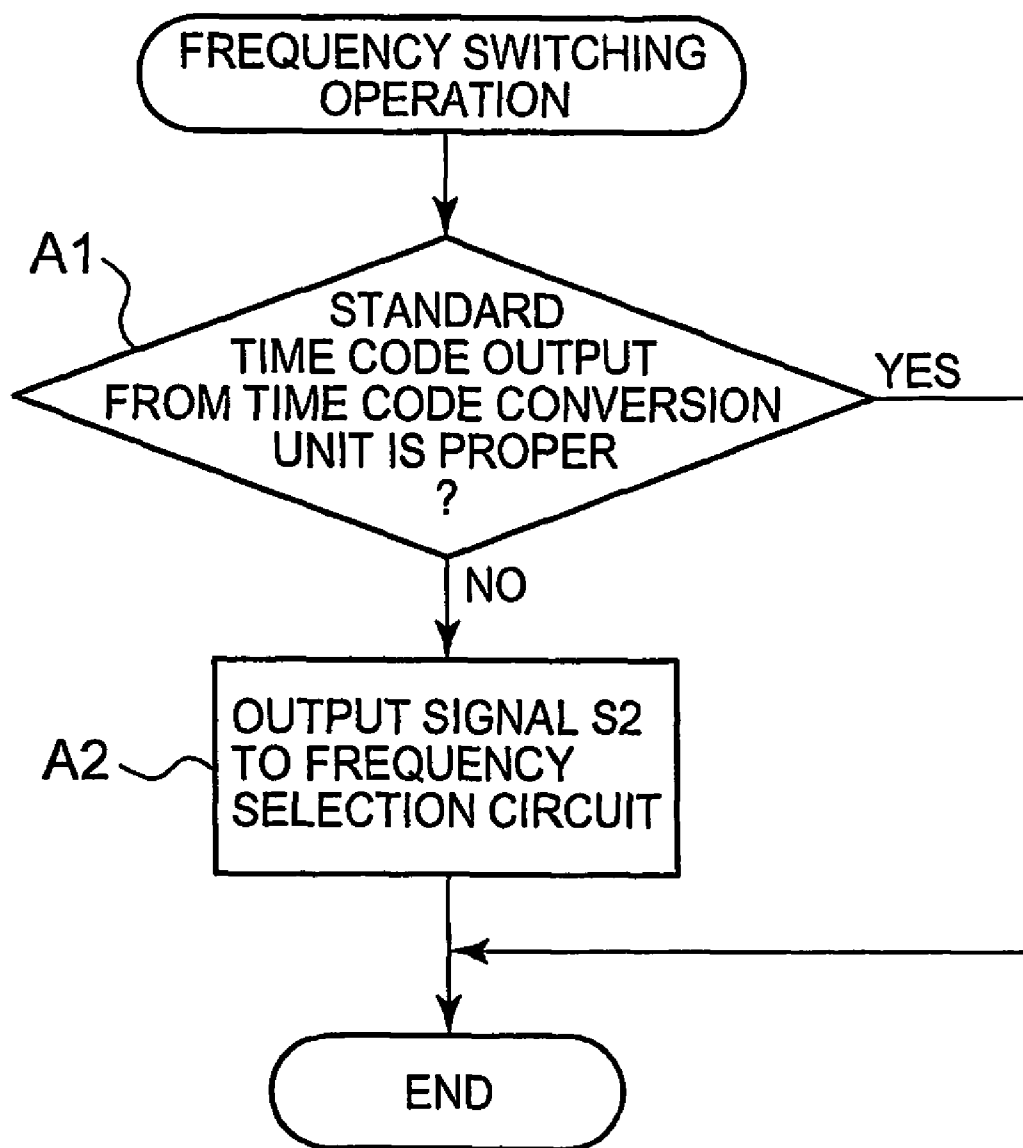 FREQUENCY SWITCHING
OPERATION
A1
STANDARD
TIME CODE OUTPUT
FROM TIME CODE CONVERSION
UNIT IS PROPER
?
YES
NO
A2
OUTPUT SIGNAL S2
TO FREQUENCY
SELECTION CIRCUIT
END